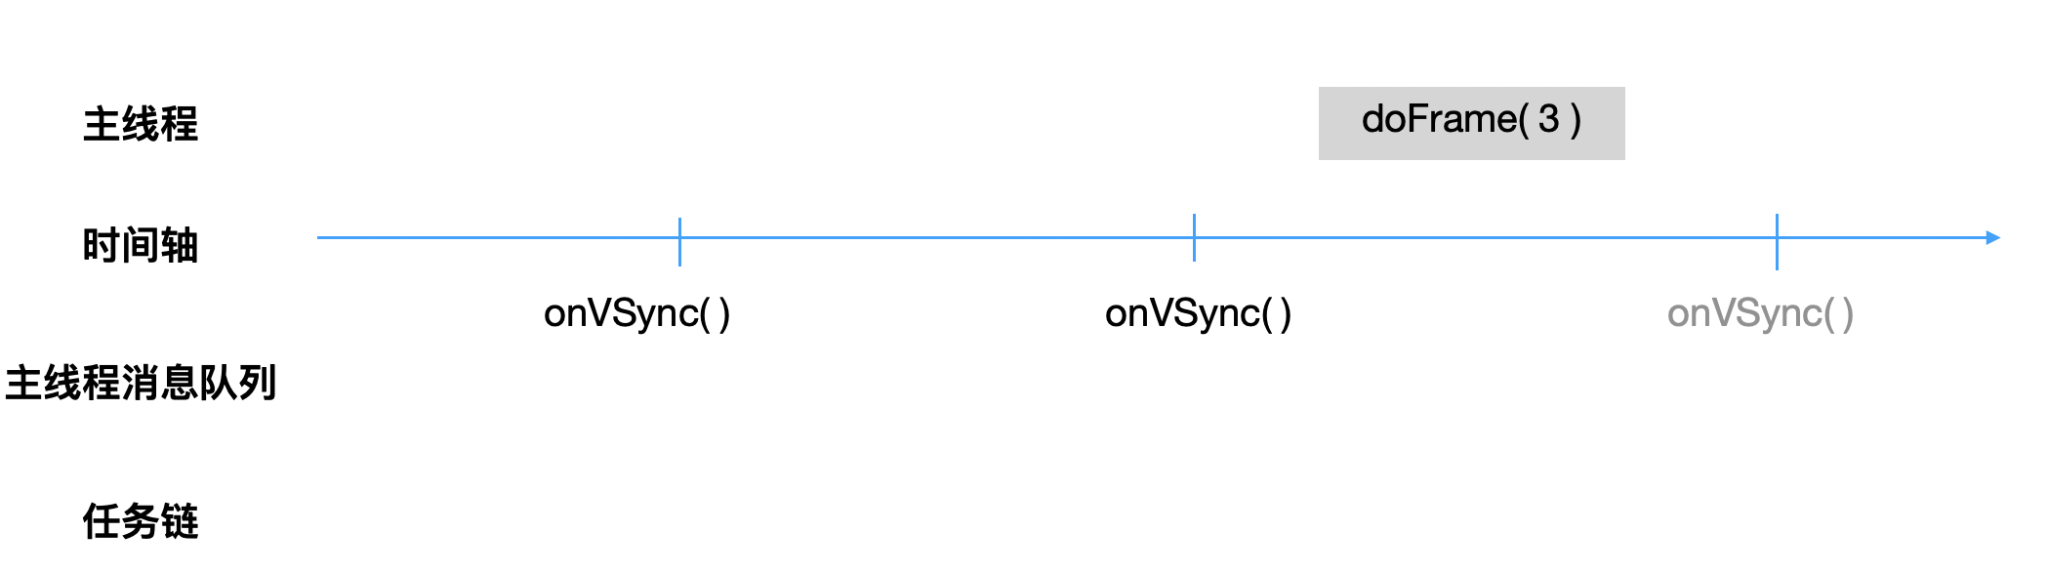 主线程
doFrame( 3 )
时间轴
onVSync( )
onVSync( )
onVSync( )
主线程消息队列
任务链